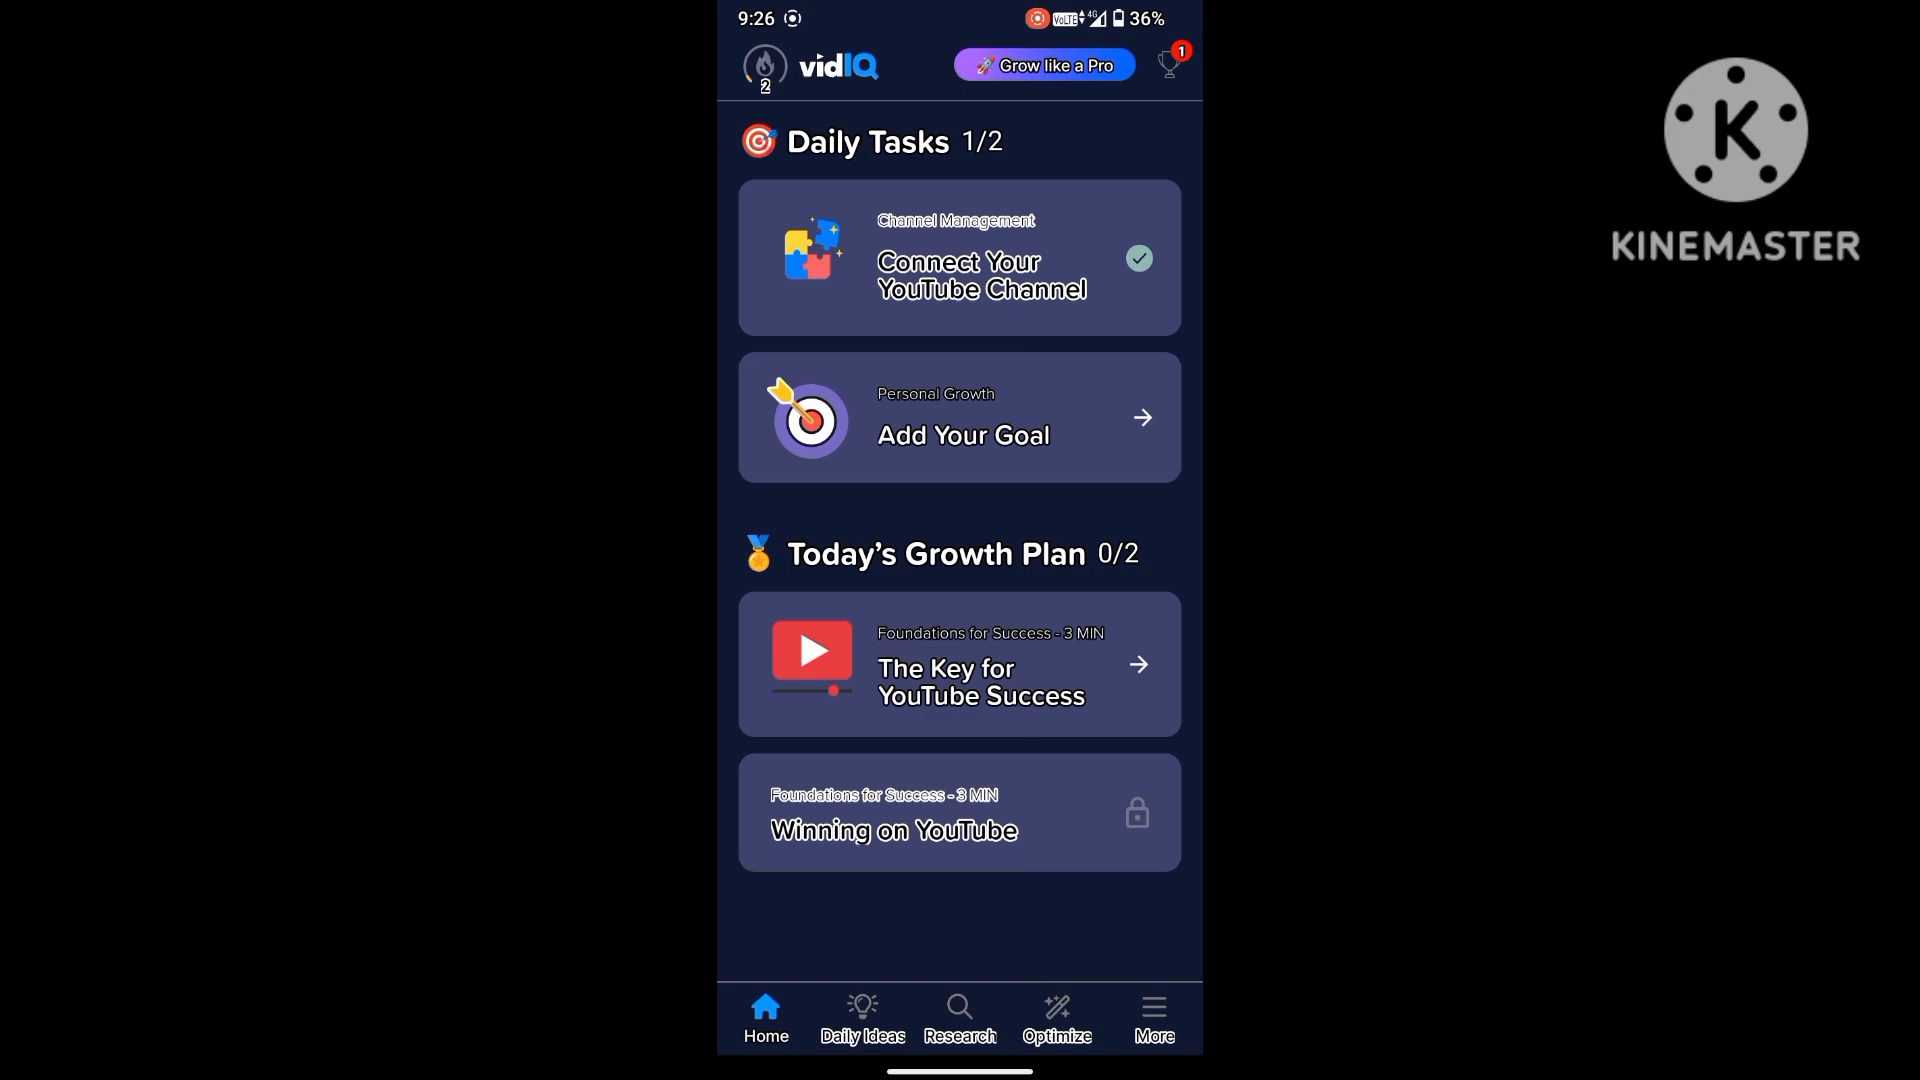 9:26
VoLTE 4G 36%
2
vidIQ
Grow like a Pro
1
Daily Tasks 1/2
Channel Management
Connect Your
YouTube Channel
Personal Growth
Add Your Goal
Today's Growth Plan 0/2
Foundations for Success - 3 MIN
The Key for
YouTube Success
Foundations for Success - 3 MIN
Winning on YouTube
Home
Daily Ideas
Research
Optimize
More
K
KINEMASTER